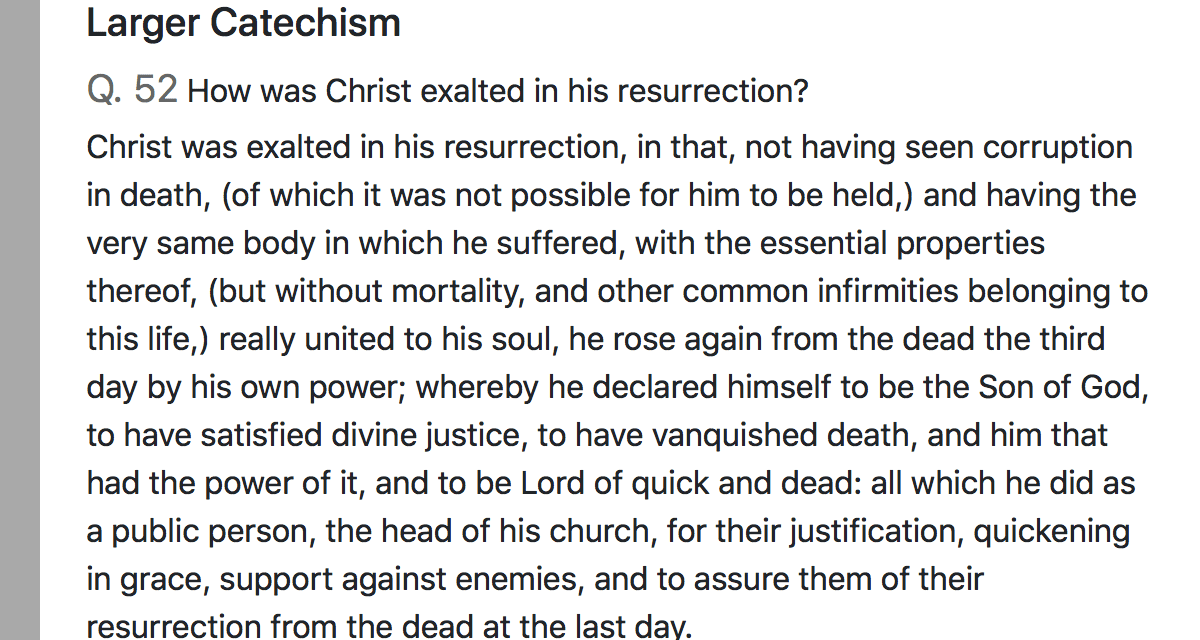 Larger Catechism
Q. 52 How was Christ exalted in his resurrection?
Christ was exalted in his resurrection, in that, not having seen corruption
in death, (of which it was not possible for him to be held,) and having the
very same body in which he suffered, with the essential properties
thereof, (but without mortality, and other common infirmities belonging to
this life,) really united to his soul, he rose again from the dead the third
day by his own power; whereby he declared himself to be the Son of God,
to have satisfied divine justice, to have vanquished death, and him that
had the power of it, and to be Lord of quick and dead: all which he did as
a public person, the head of his church, for their justification, quickening
in grace, support against enemies, and to assure them of their
resurrection from the dead at the last day.